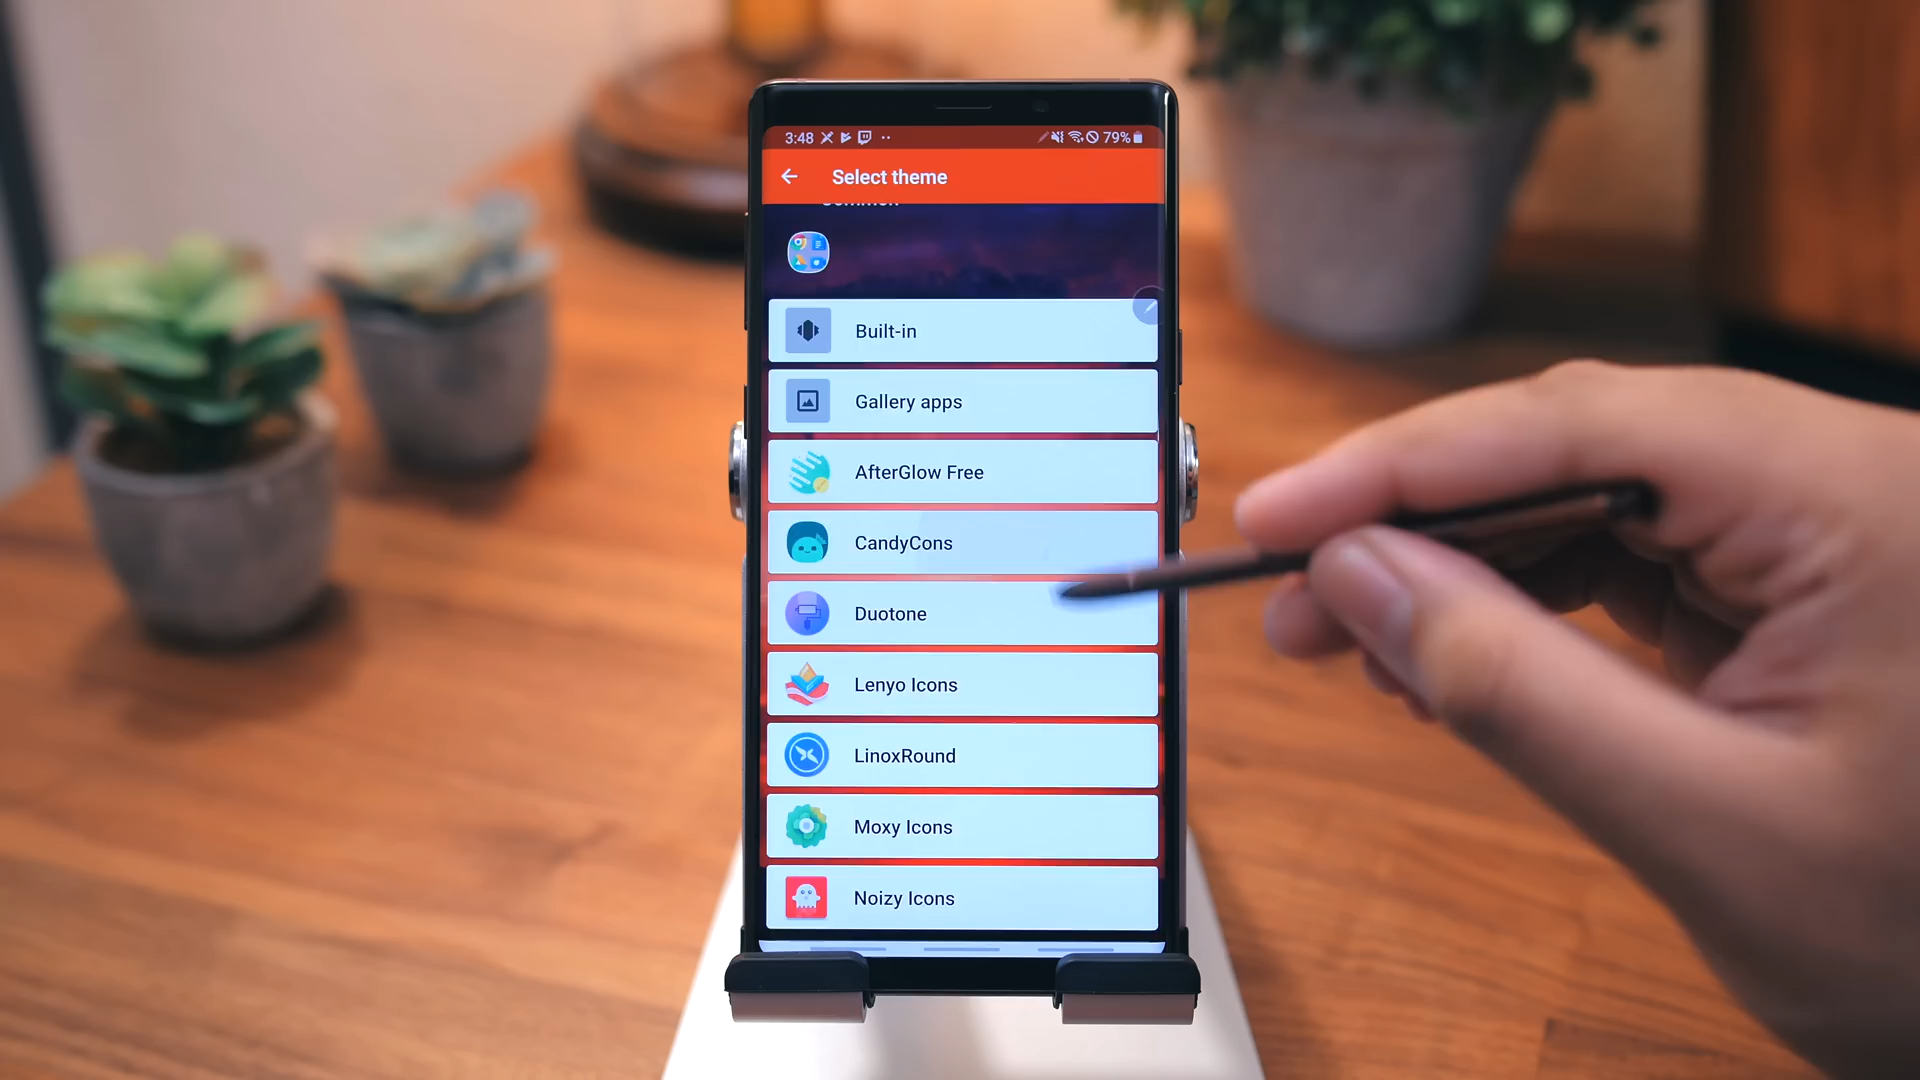 3:48 79%
Select theme
Common
Built-in
Gallery apps
AfterGlow Free
CandyCons
Duotone
Lenyo Icons
LinoxRound
Moxy Icons
Noizy Icons